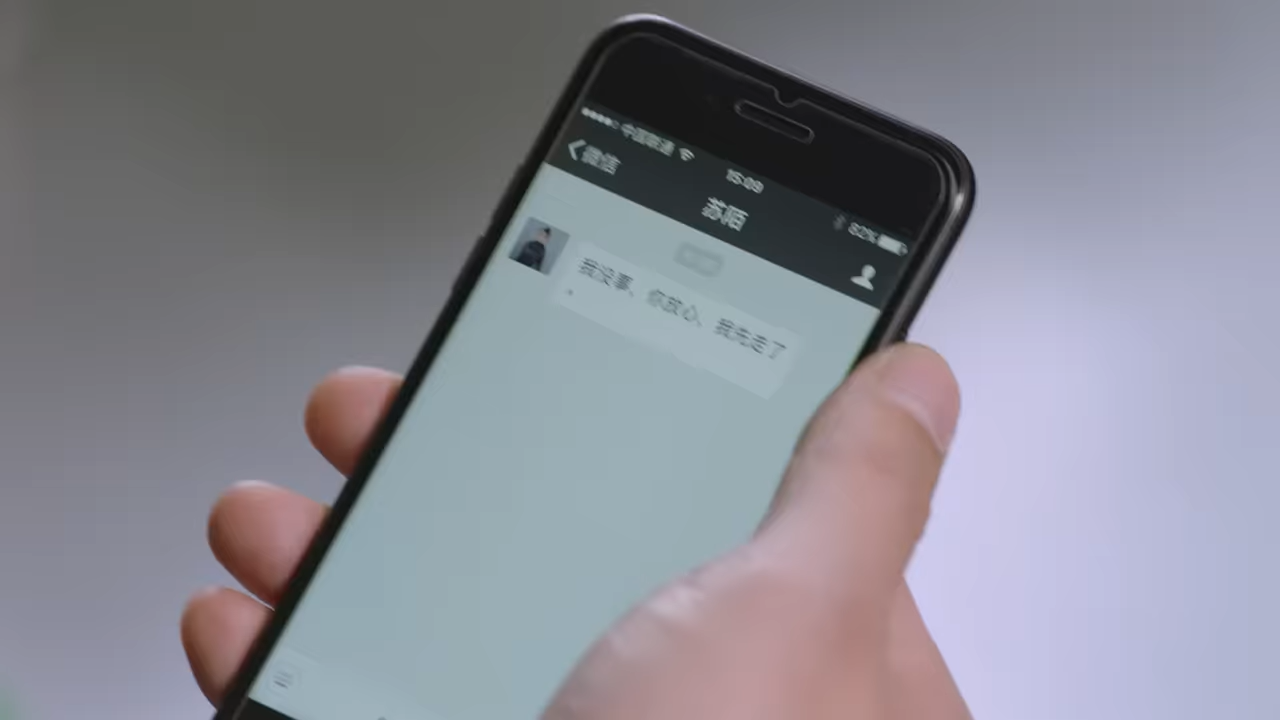 中国联通
15:09
82%
微信
苏陌
我没事，你放心，我先走了
。